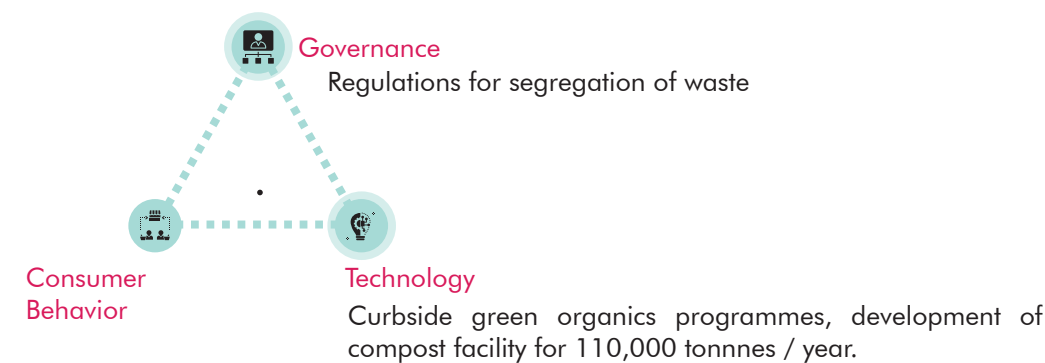 Governance
Regulations for segregation of waste
Consumer
Behavior
Technology
Curbside green organics programmes, development of
compost facility for 110,000 tonnnes / year.